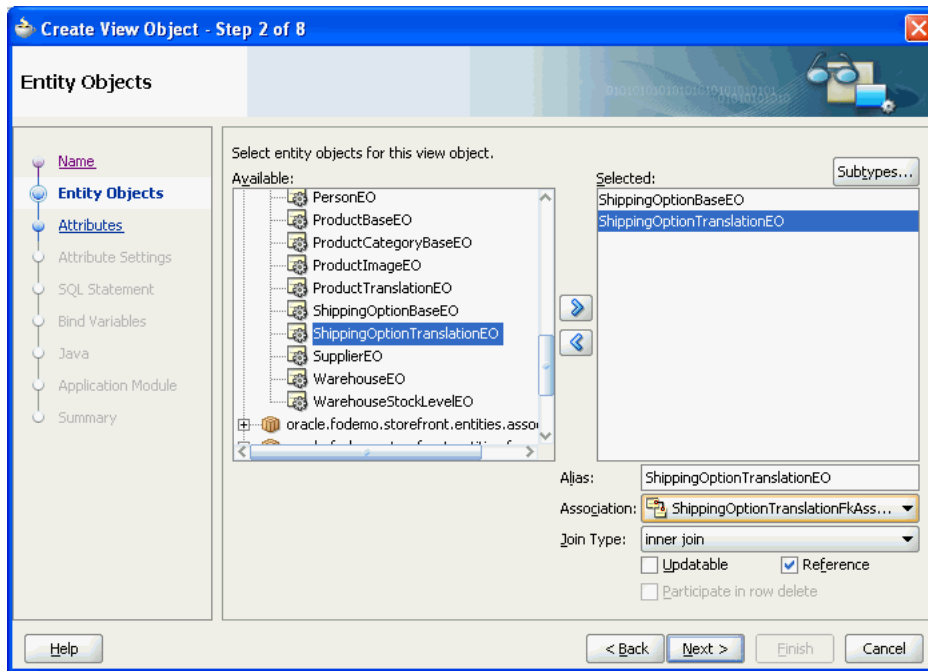 Create View Object - Step 2 of 8
Entity Objects
Name
Entity Objects
Attributes
Attribute Settings
SQL Statement
Bind Variables
Java
Application Module
Summary
Select entity objects for this view object.
Available:
PersonEO
ProductBaseEO
ProductCategoryBaseEO
ProductImageEO
ProductTranslationEO
ShippingOptionBaseEO
ShippingOptionTranslationEO
SupplierEO
WarehouseEO
WarehouseStockLevelEO
oracle.fodemo.storefront.entities.asso
Selected:
Subtypes...
ShippingOptionBaseEO
ShippingOptionTranslationEO
Alias: ShippingOptionTranslationEO
Association: ShippingOptionTranslationFkAss...
Join Type: inner join
Updatable Reference
Participate in row delete
Help < Back Next > Finish Cancel